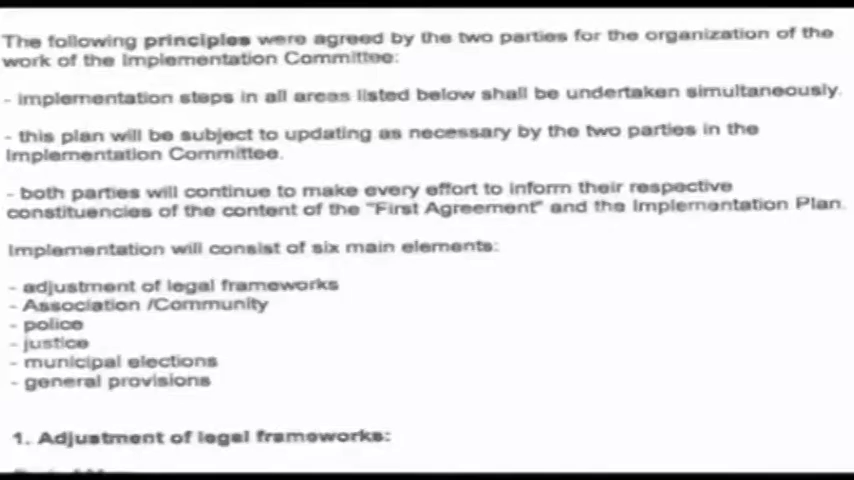 The following principles were agreed by the two parties for the organization of the
work of the Implementation Committee:
- implementation steps in all areas listed below shall be undertaken simultaneously.
- this plan will be subject to updating as necessary by the two parties in the
Implementation Committee.
- both parties will continue to make every effort to inform their respective
constituencies of the content of the "First Agreement" and the Implementation Plan.
Implementation will consist of six main elements:
- adjustment of legal frameworks
- Association /Community
- police
- justice
- municipal elections
- general provisions
1. Adjustment of legal frameworks: